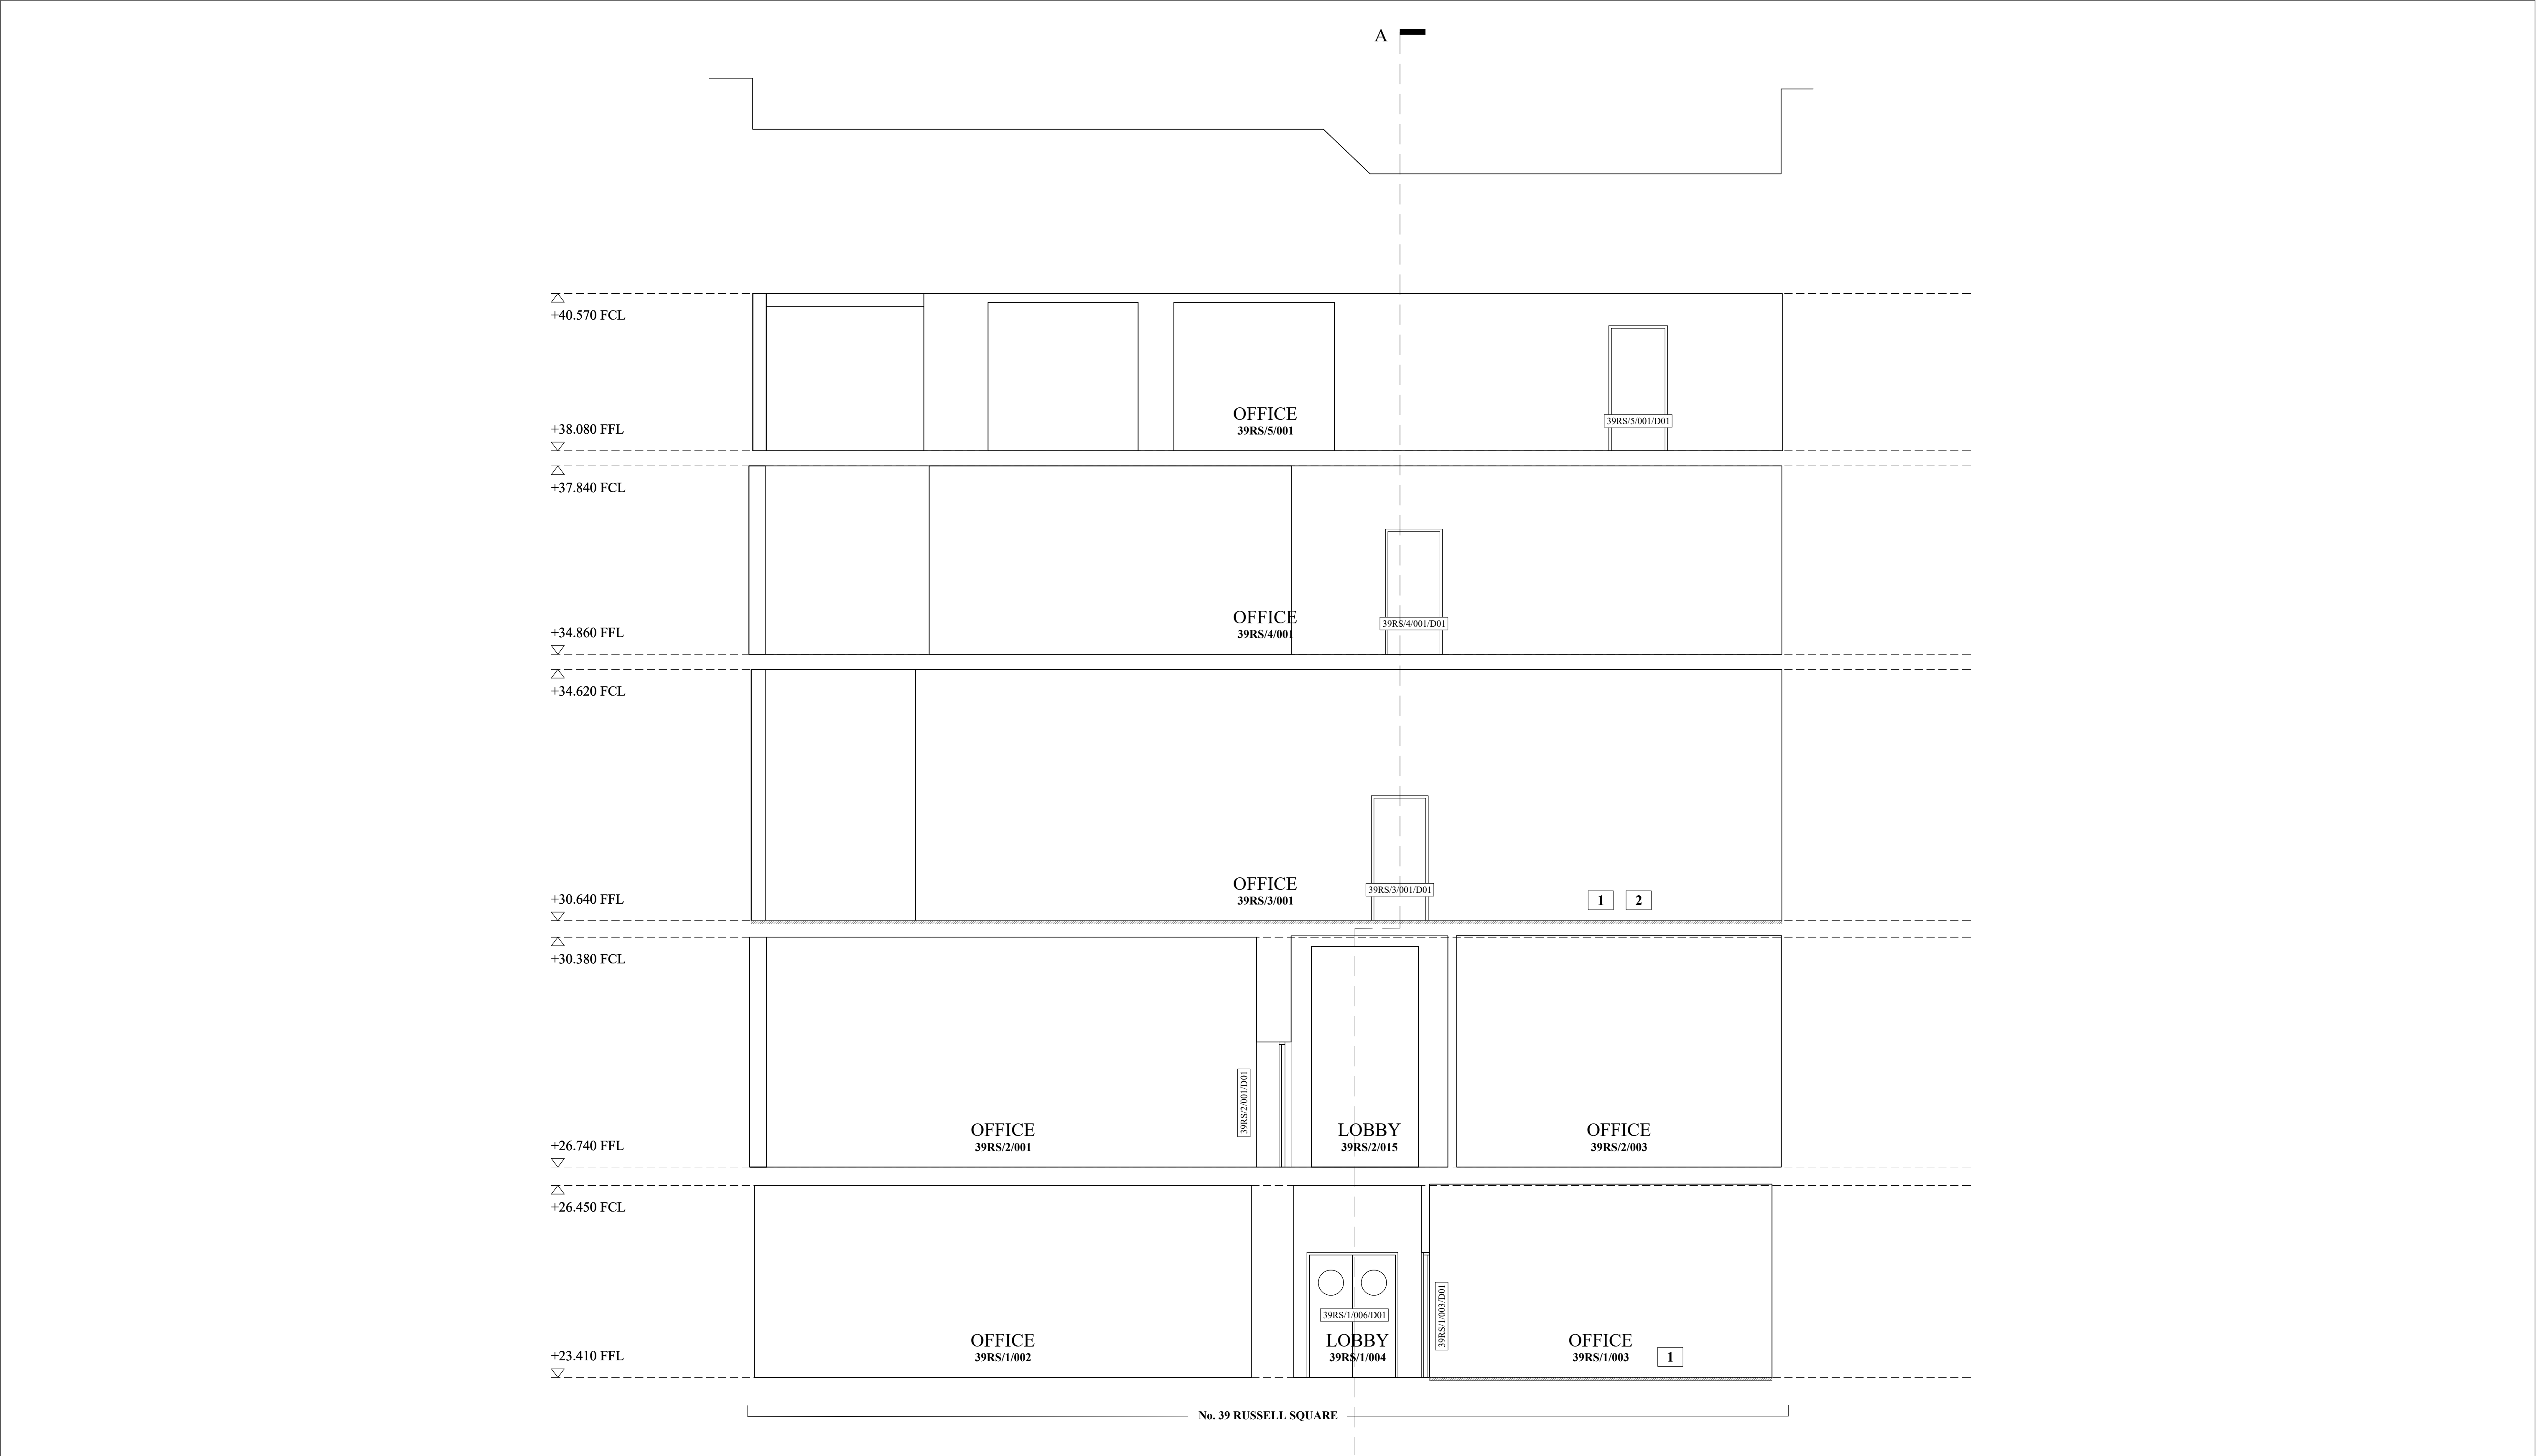 A
+40.570 FCL
+38.080 FFL
OFFICE
39RS/5/001
39RS/5/001/D01
+37.840 FCL
+34.860 FFL
OFFICE
39RS/4/001
39RS/4/001/D01
+34.620 FCL
+30.640 FFL
OFFICE
39RS/3/001
39RS/3/001/D01
1
2
+30.380 FCL
+26.740 FFL
OFFICE
39RS/2/001
39RS/2/001/D01
LOBBY
39RS/2/015
OFFICE
39RS/2/003
+26.450 FCL
+23.410 FFL
OFFICE
39RS/1/002
39RS/1/006/D01
LOBBY
39RS/1/004
39RS/1/003/D01
OFFICE
39RS/1/003
1
No. 39 RUSSELL SQUARE